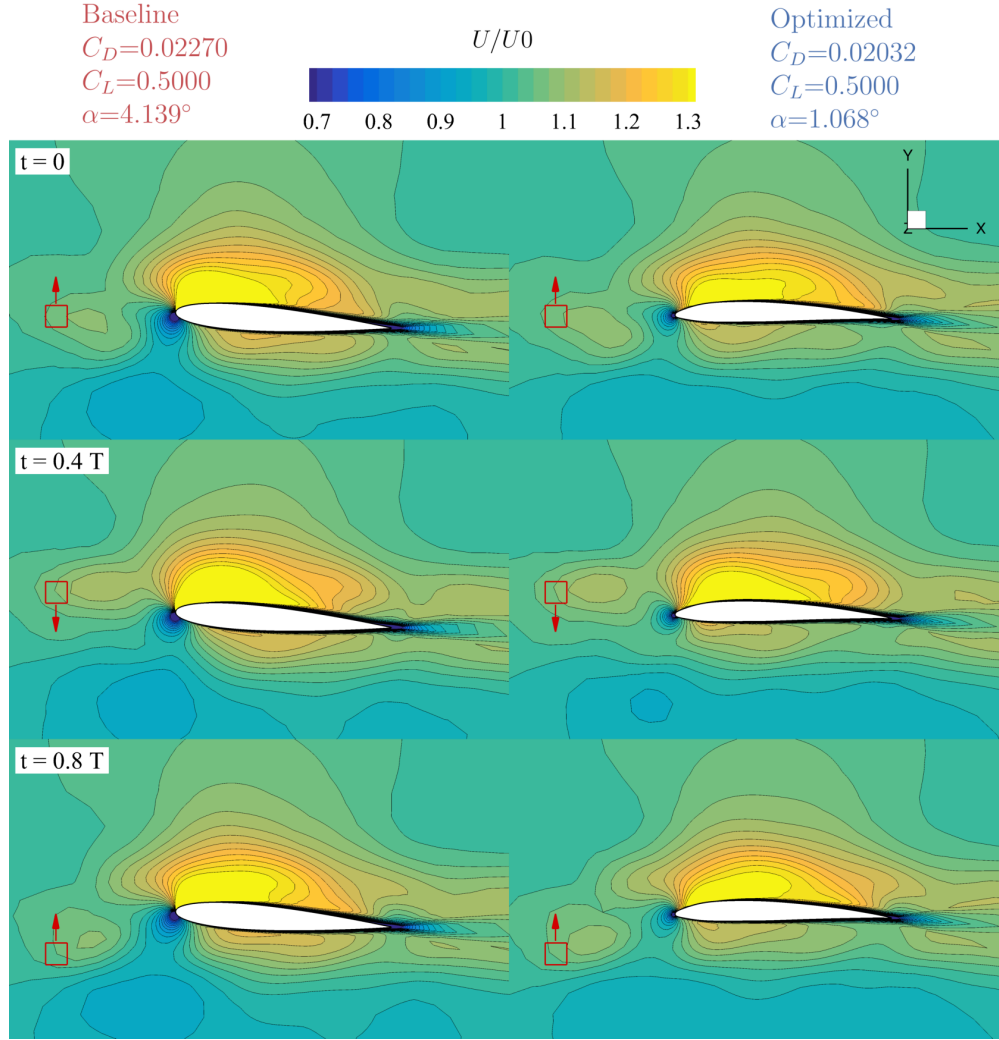 Baseline
C_D=0.02270
C_L=0.5000
α=4.139°
U/U0
0.7 0.8 0.9 1 1.1 1.2 1.3
Optimized
C_D=0.02032
C_L=0.5000
α=1.068°
t = 0
Y
Z
X
t = 0.4 T
t = 0.8 T